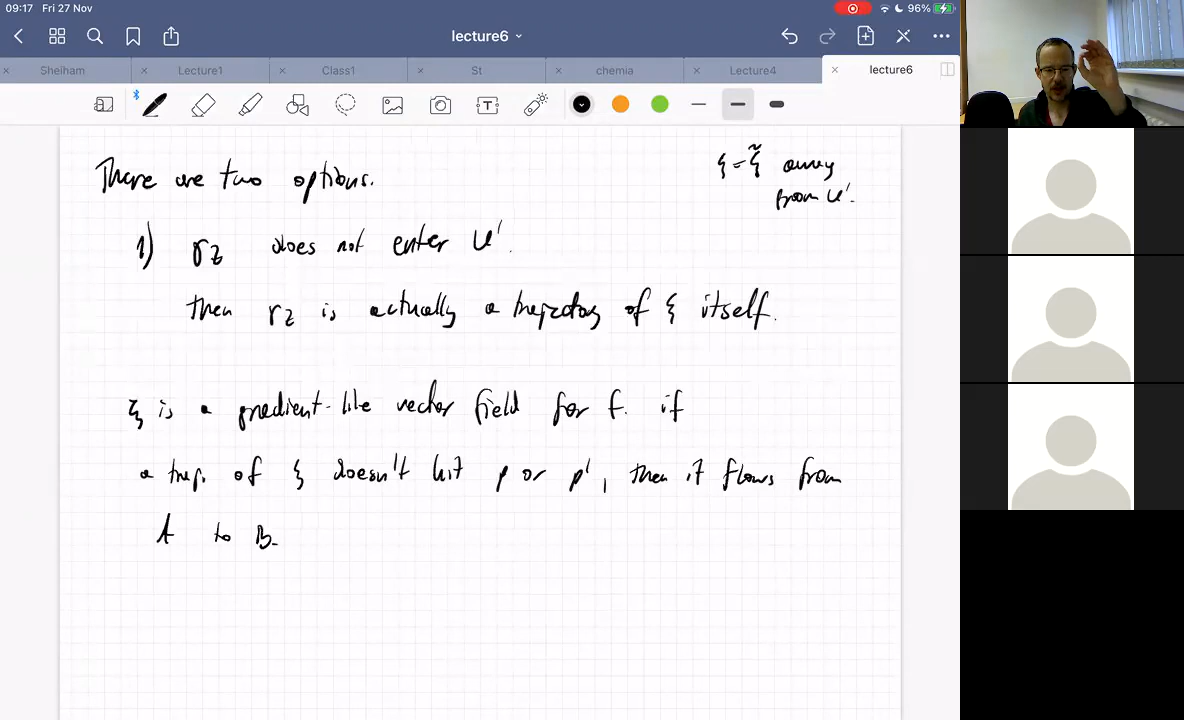 09:17 Fri 27 Nov
96%
lecture6
Sheiham
Lecture1
Class1
St
chemia
Lecture4
lecture6
There are two options.
ξ = ξ̃ away
from U'.
1) γz does not enter U'.
then γz is actually a trajectory of ξ itself.
ξ is a gradient-like vector field for f. if
a traj. of ξ doesn't hit p or p', then it flows from
A to B.